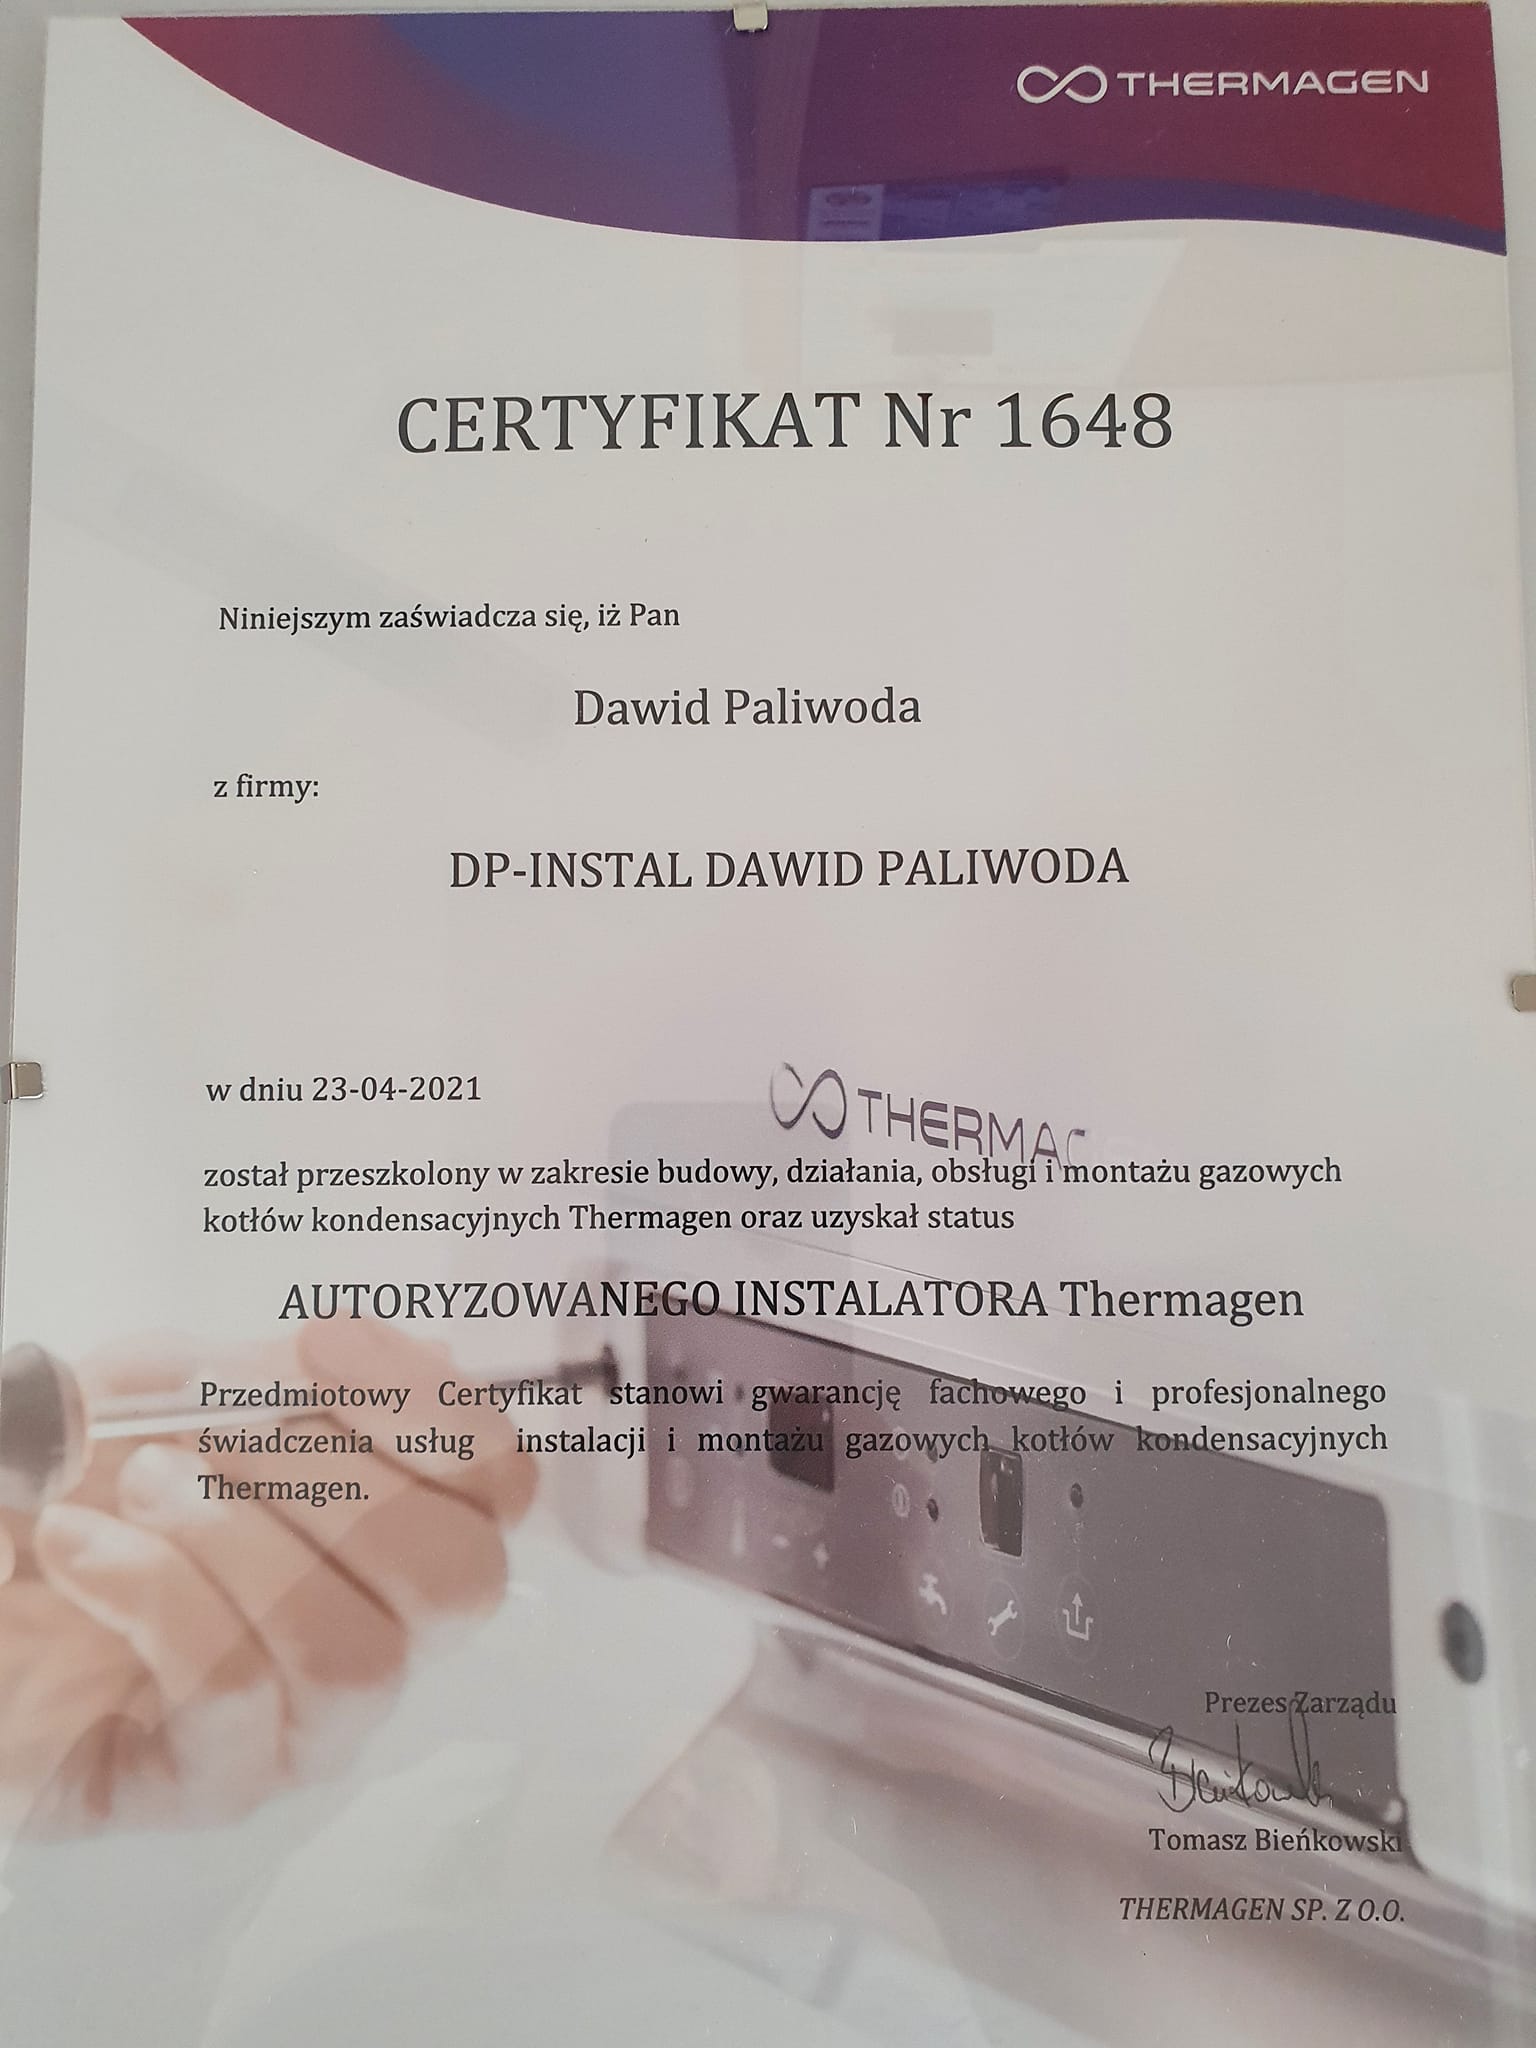 THERMAGEN
CERTYFIKAT Nr 1648
Niniejszym zaświadcza się, iż Pan
Dawid Paliwoda
z firmy:
DP-INSTAL DAWID PALIWODA
w dniu 23-04-2021
THERMAG
został przeszkolony w zakresie budowy, działania, obsługi i montażu gazowych
kotłów kondensacyjnych Thermagen oraz uzyskał status
AUTORYZOWANEGO INSTALATORA Thermagen
Przedmiotowy Certyfikat stanowi gwarancję fachowego i profesjonalnego
świadczenia usług instalacji i montażu gazowych kotłów kondensacyjnych
Thermagen.
Prezes Zarządu
Tomasz Bieńkowski
THERMAGEN SP. Z O.O.